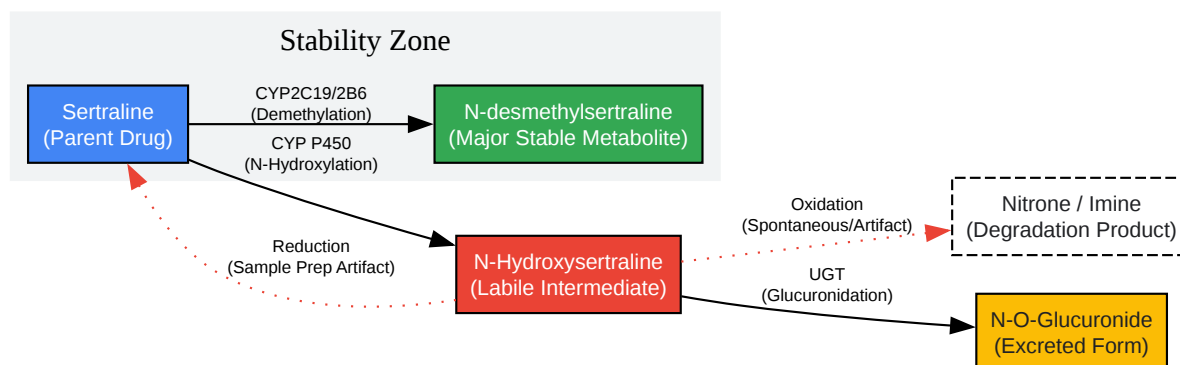 Stability Zone
Sertraline
(Parent Drug)
CYP2C19/2B6
(Demethylation)
N-desmethylsertraline
(Major Stable Metabolite)
CYP P450
(N-Hydroxylation)
Reduction
(Sample Prep Artifact)
N-Hydroxysertraline
(Labile Intermediate)
Oxidation
(Spontaneous/Artifact)
Nitrone / Imine
(Degradation Product)
UGT
(Glucuronidation)
N-O-Glucuronide
(Excreted Form)